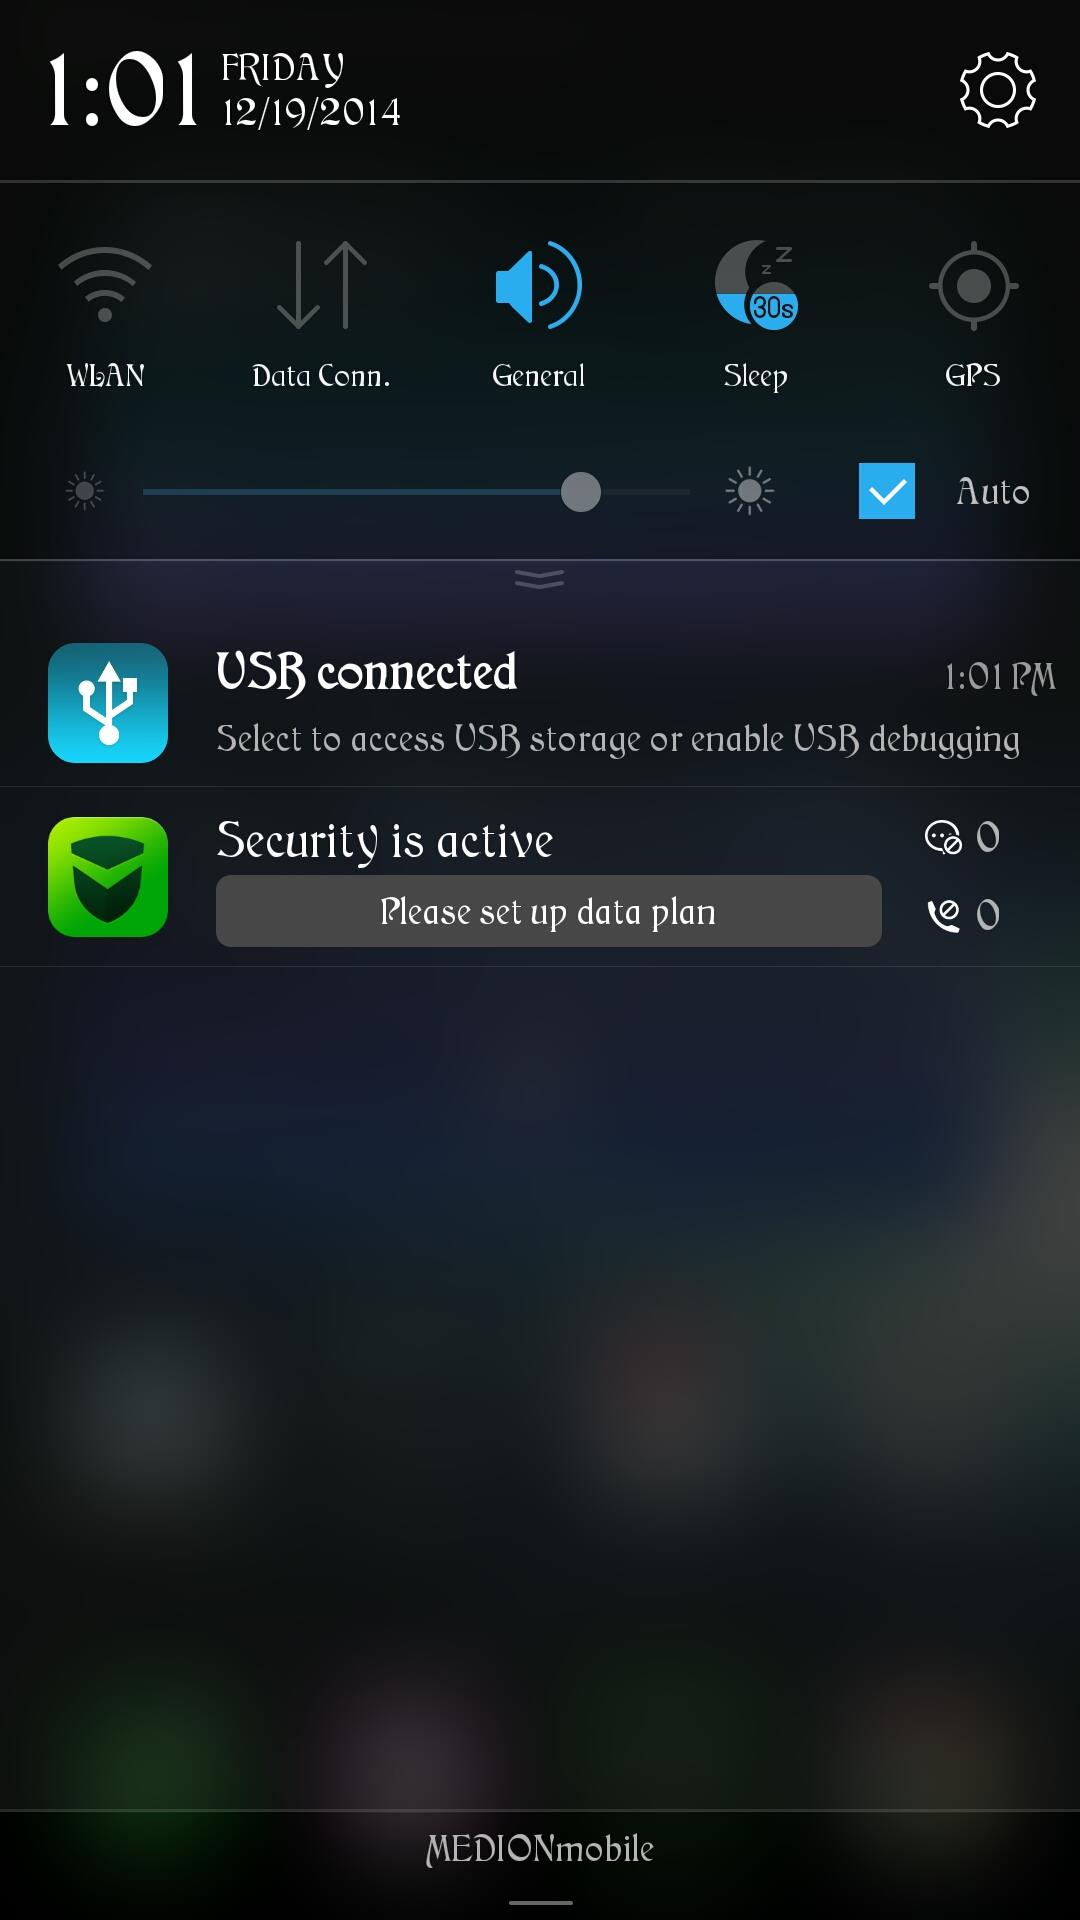 1:01 FRIDAY
12/19/2014
WLAN Data Conn. General Sleep GPS
z z 30s
Auto
USB connected 1:01 PM
Select to access USB storage or enable USB debugging
Security is active 0
Please set up data plan 0
MEDIONmobile